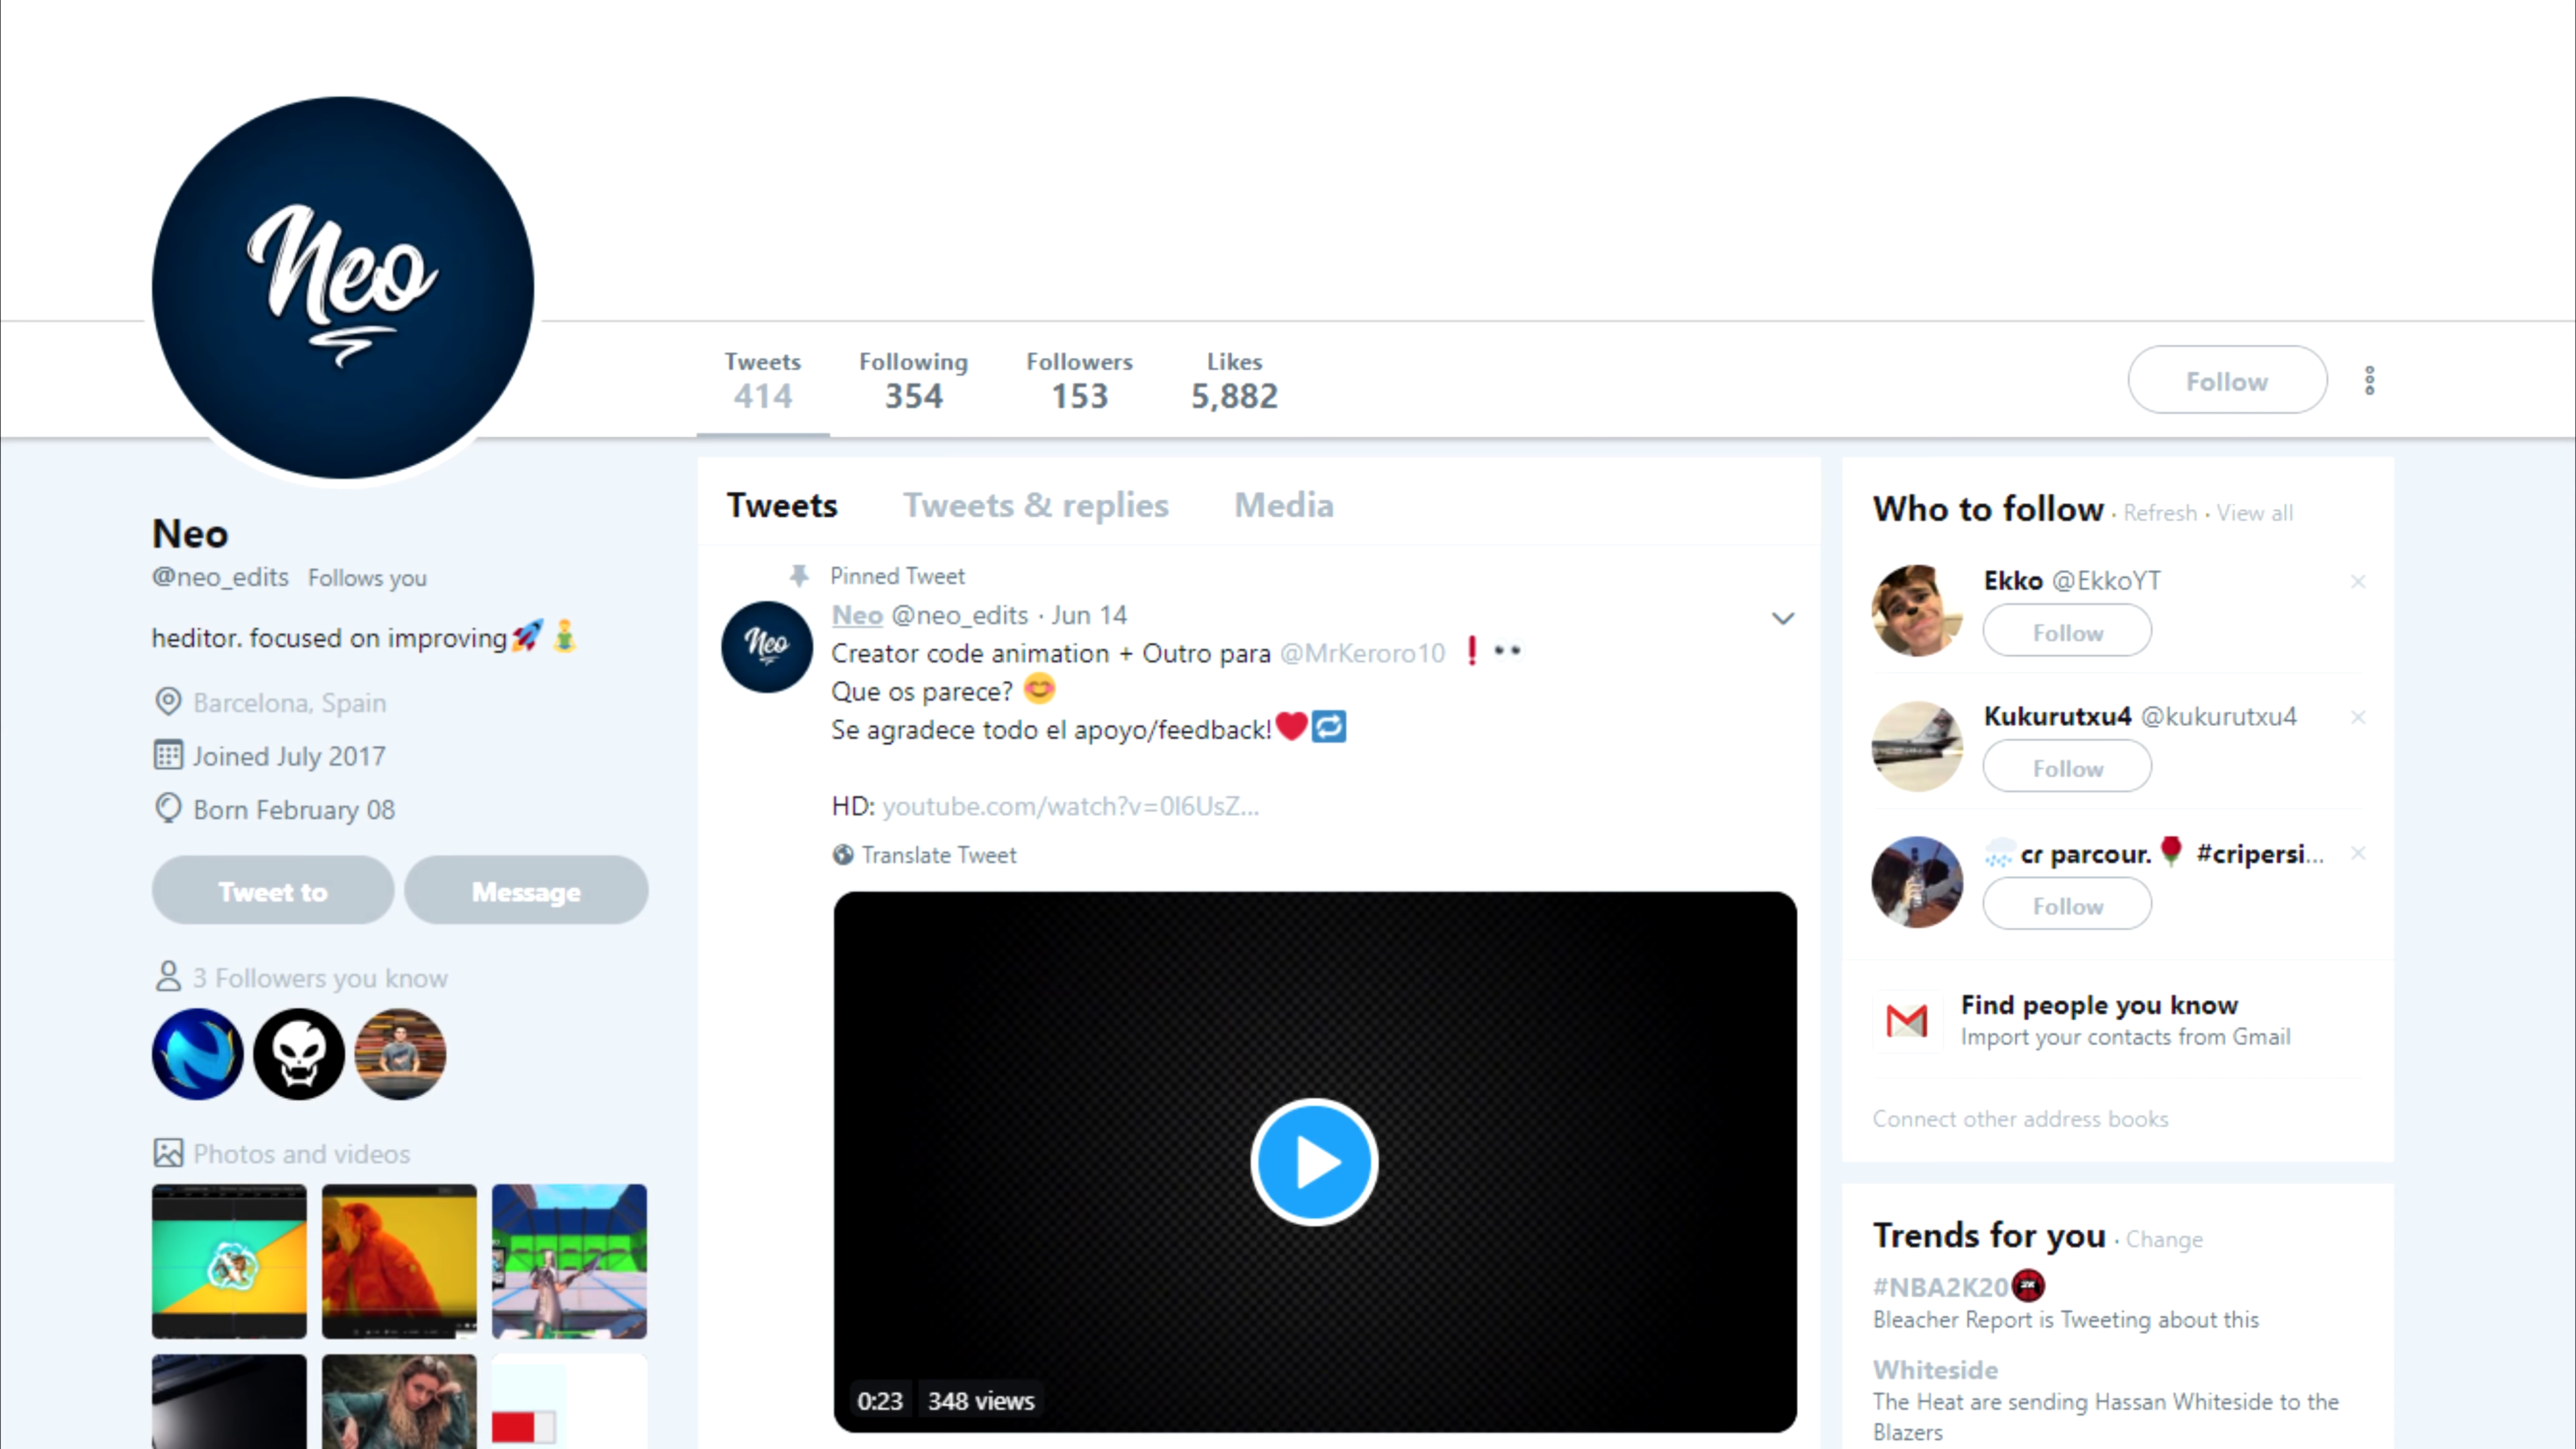 Neo
Tweets
414
Following
354
Followers
153
Likes
5,882
Follow
Neo
@neo_edits Follows you
heditor. focused on improving🚀🧘
Barcelona, Spain
Joined July 2017
Born February 08
Tweet to
Message
3 Followers you know
Photos and videos
Tweets
Tweets & replies
Media
Pinned Tweet
Neo
Neo @neo_edits · Jun 14
Creator code animation + Outro para @MrKeroro10 ❗ 👀
Que os parece? 😊
Se agradece todo el apoyo/feedback!❤️🔁
HD: youtube.com/watch?v=0I6UsZ...
Translate Tweet
0:23 348 views
Who to follow · Refresh · View all
Ekko @EkkoYT
Follow
Kukurutxu4 @kukurutxu4
Follow
🌧️cr parcour.🌹 #cripersi...
Follow
Find people you know
Import your contacts from Gmail
Connect other address books
Trends for you · Change
#NBA2K20
Bleacher Report is Tweeting about this
Whiteside
The Heat are sending Hassan Whiteside to the
Blazers